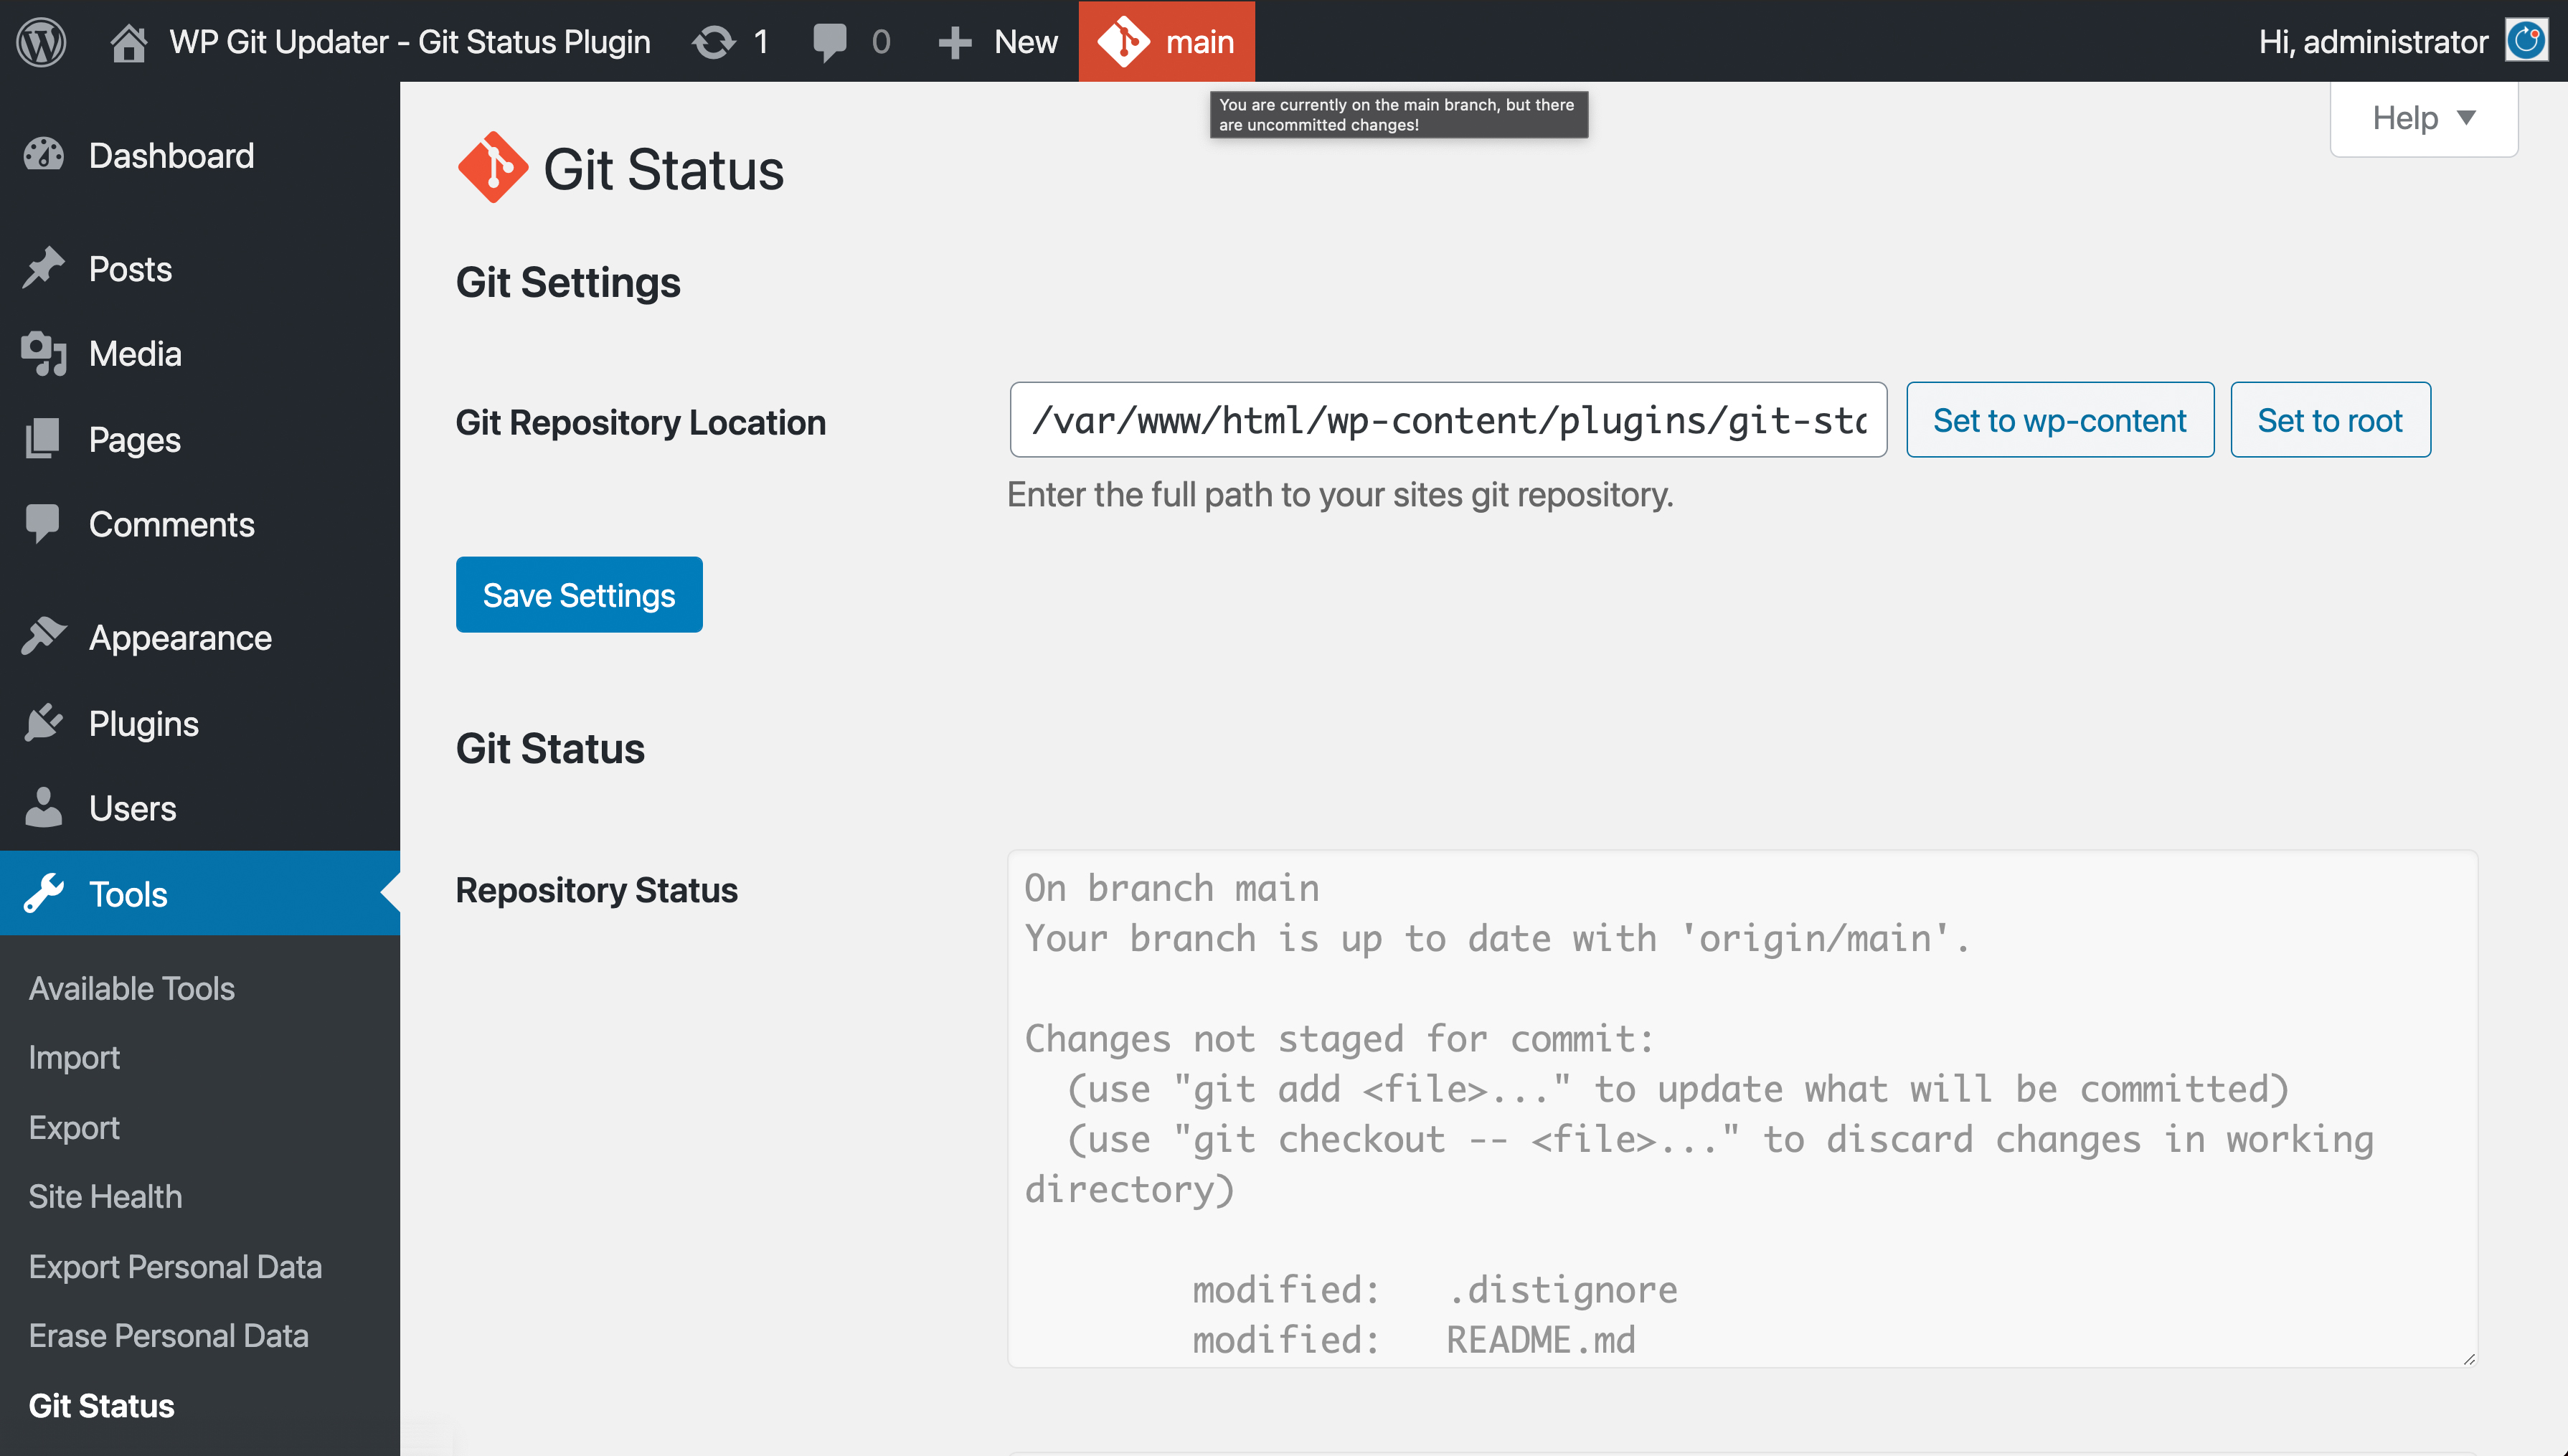 WP Git Updater - Git Status Plugin 1 0 New main Hi, administrator
You are currently on the main branch, but there
are uncommitted changes!
Help
Dashboard
Posts
Media
Pages
Comments
Appearance
Plugins
Users
Tools
Available Tools
Import
Export
Site Health
Export Personal Data
Erase Personal Data
Git Status
Git Status
Git Settings
Git Repository Location
/var/www/html/wp-content/plugins/git-sta
Set to wp-content
Set to root
Enter the full path to your sites git repository.
Save Settings
Git Status
Repository Status
On branch main
Your branch is up to date with 'origin/main'.
Changes not staged for commit:
(use "git add <file>..." to update what will be committed)
(use "git checkout -- <file>..." to discard changes in working
directory)
modified: .distignore
modified: README.md